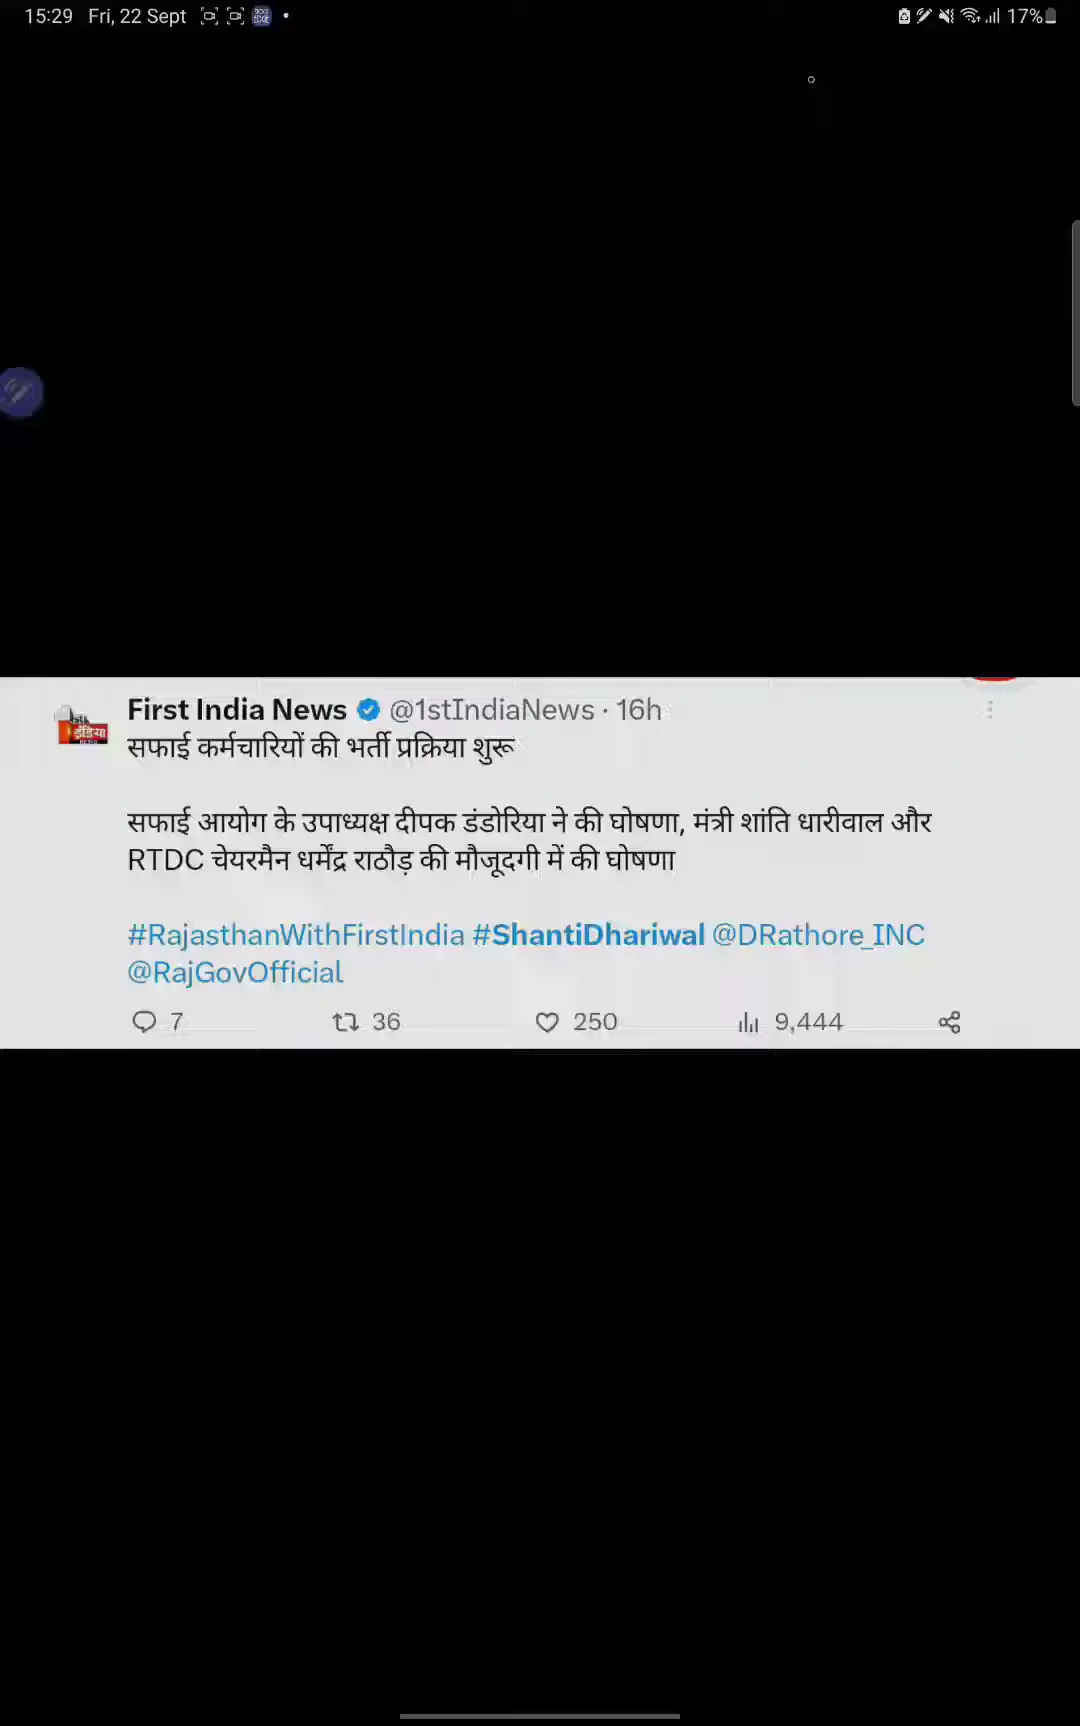 15:29 Fri, 22 Sept 17%
First India News @1stIndiaNews · 16h
इंडिया
सफाई कर्मचारियों की भर्ती प्रक्रिया शुरू
सफाई आयोग के उपाध्यक्ष दीपक डंडोरिया ने की घोषणा, मंत्री शांति धारीवाल और
RTDC चेयरमैन धर्मेंद्र राठौड़ की मौजूदगी में की घोषणा
#RajasthanWithFirstIndia #ShantiDhariwal @DRathore_INC
@RajGovOfficial
7 36 250 9,444